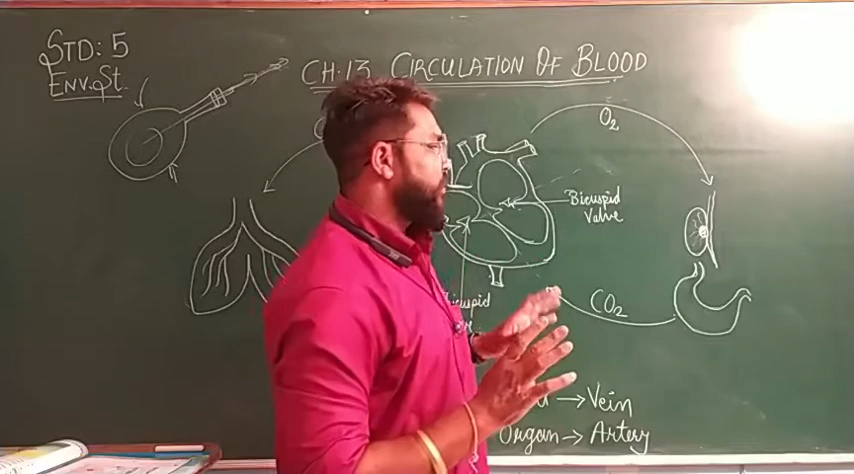 STD: 5
ENV. St.
CH. 13 CIRCULATION OF BLOOD
O2
Bicuspid
Valve
CO2
→ Vein
Organ → Artery